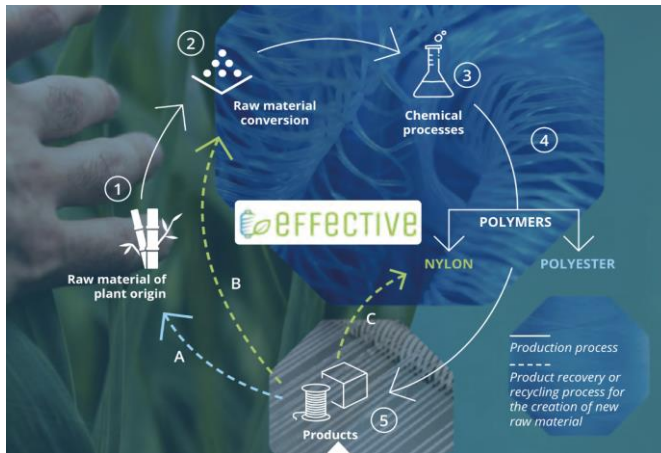 2
Raw material
conversion
3
Chemical
processes
4
1
Raw material of
plant origin
effective
POLYMERS
NYLON
POLYESTER
B
C
A
Products
5
Production process
Product recovery or
recycling process for
the creation of new
raw material